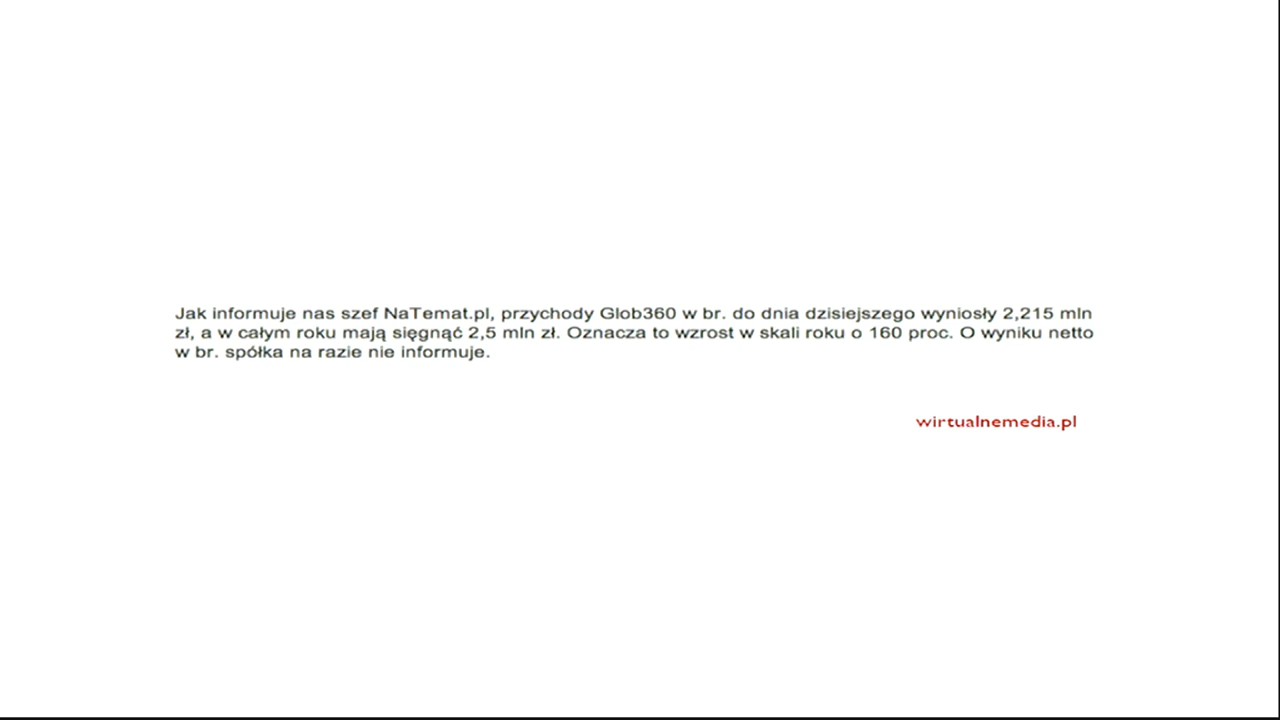 Jak informuje nas szef NaTemat.pl, przychody Glob360 w br. do dnia dzisiejszego wyniosły 2,215 mln
zł, a w całym roku mają sięgnąć 2,5 mln zł. Oznacza to wzrost w skali roku o 160 proc. O wyniku netto
w br. spółka na razie nie informuje.
wirtualnemedia.pl